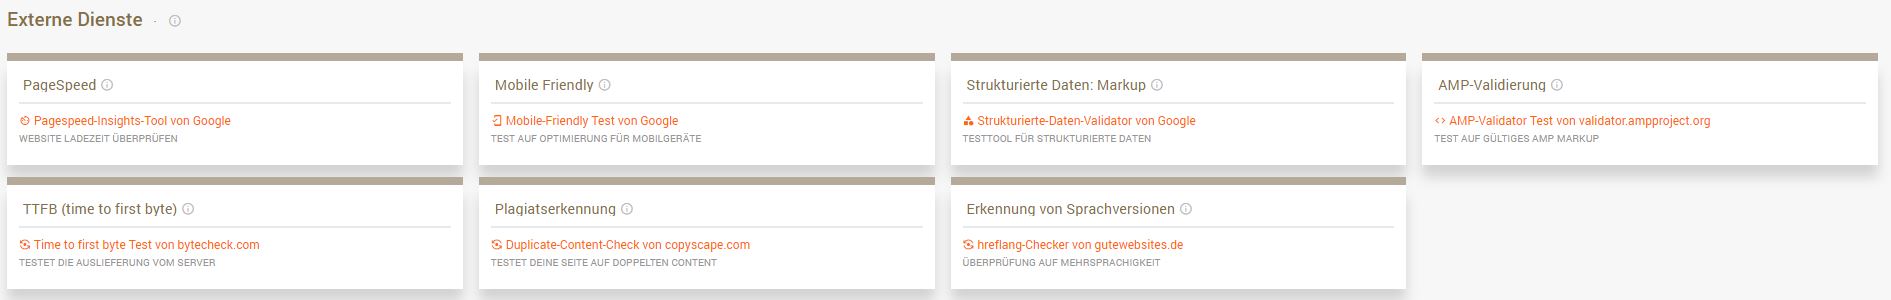 Externe Dienste -
PageSpeed
Pagespeed-Insights-Tool von Google
WEBSITE LADEZEIT ÜBERPRÜFEN
Mobile Friendly
Mobile-Friendly Test von Google
TEST AUF OPTIMIERUNG FÜR MOBILGERÄTE
Strukturierte Daten: Markup
Strukturierte-Daten-Validator von Google
TESTTOOL FÜR STRUKTURIERTE DATEN
AMP-Validierung
AMP-Validator Test von validator.ampproject.org
TEST AUF GÜLTIGES AMP MARKUP
TTFB (time to first byte)
Time to first byte Test von bytecheck.com
TESTET DIE AUSLIEFERUNG VOM SERVER
Plagiatserkennung
Duplicate-Content-Check von copyscape.com
TESTET DEINE SEITE AUF DOPPELTEN CONTENT
Erkennung von Sprachversionen
hreflang-Checker von gutewebsites.de
ÜBERPRÜFUNG AUF MEHRSPRACHIGKEIT